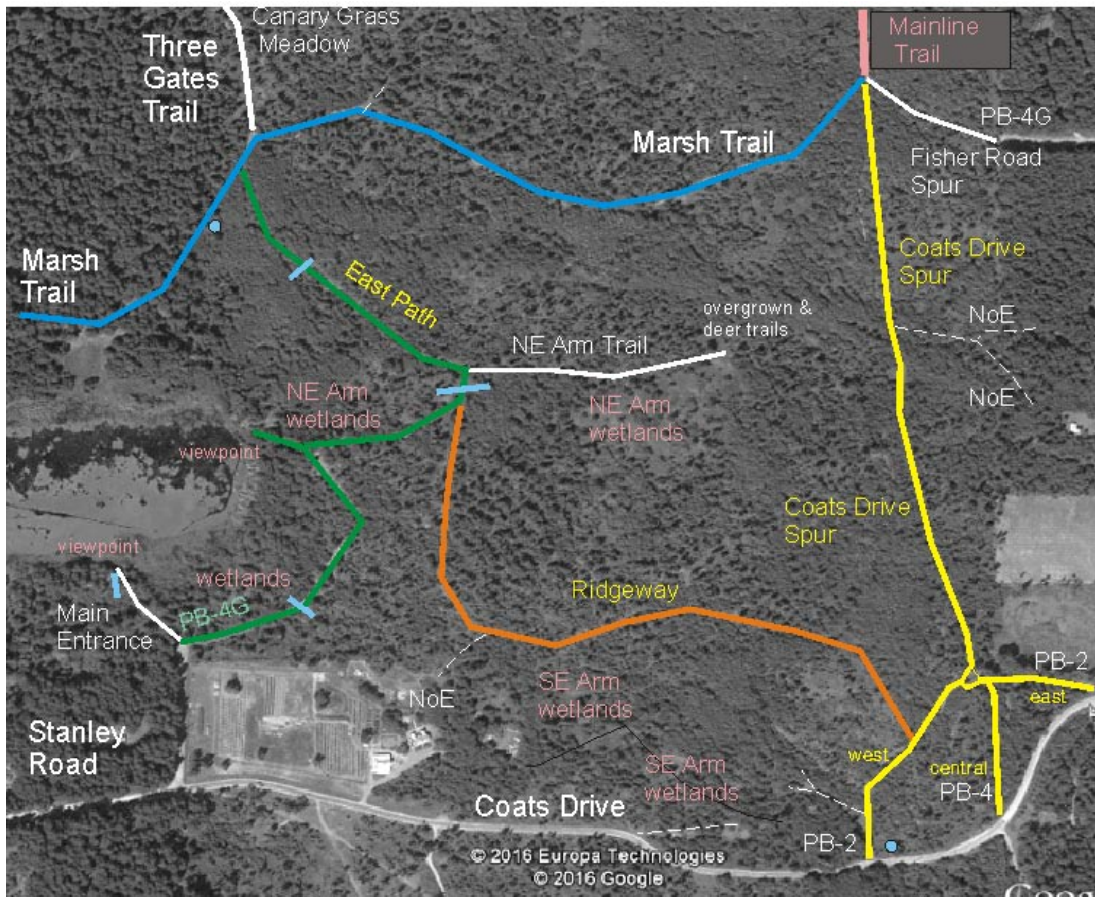 Canary Grass
Meadow
Three
Gates
Trail
Mainline
Trail
PB-4G
Marsh Trail
Fisher Road
Spur
Marsh
Trail
Coats Drive
Spur
East Path
overgrown &
deer trails
NoE
NE Arm Trail
NE Arm
wetlands
NE Arm
wetlands
NoE
viewpoint
Coats Drive
Spur
viewpoint
wetlands
Ridgeway
PB-4G
Main
Entrance
PB-2
east
SE Arm
wetlands
NoE
Stanley
Road
west
central
PB-4
SE Arm
wetlands
Coats Drive
PB-2
© 2016 Europa Technologies
© 2016 Google